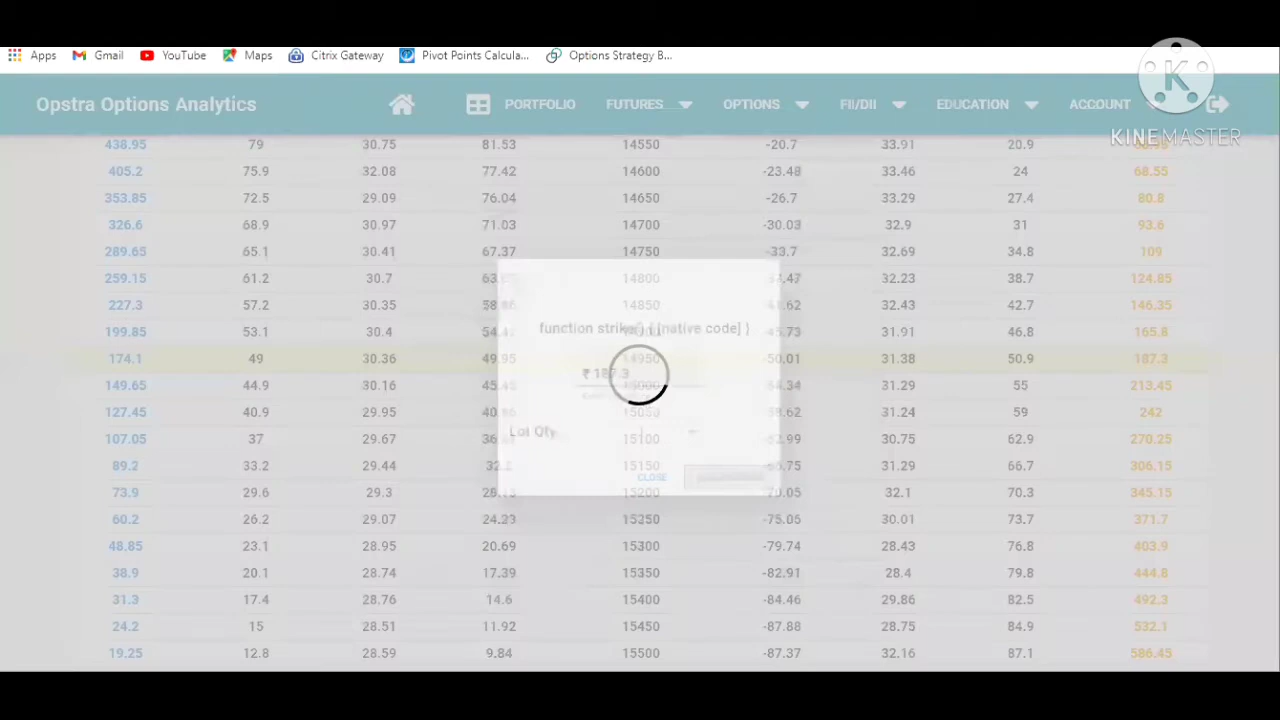 Apps Gmail YouTube Maps Citrix Gateway Pivot Points Calcula... Options Strategy B...
Opstra Options Analytics PORTFOLIO FUTURES OPTIONS FII/DII EDUCATION ACCOUNT
KINEMASTER
438.95 79 30.75 81.53 14550 -20.7 33.91 20.9
405.2 75.9 32.08 77.42 14600 -23.48 33.46 24 68.55
353.85 72.5 29.09 76.04 14650 -26.7 33.29 27.4 80.8
326.6 68.9 30.97 71.03 14700 -30.03 32.9 31 93.6
289.65 65.1 30.41 67.37 14750 -33.7 32.69 34.8 109
259.15 61.2 30.7 14800 32.23 38.7 124.85
227.3 57.2 30.35 14850 32.43 42.7 146.35
function strike() { [native code] }
199.85 53.1 30.4 31.91 46.8 165.8
174.1 49 30.36 49.95 14950 -50.01 31.38 50.9 187.3
₹ 187.3
149.65 44.9 30.16 15000 31.29 55 213.45
127.45 40.9 29.95 15050 31.24 59 242
Lot Qty 1
107.05 37 29.67 15100 30.75 62.9 270.25
89.2 33.2 29.44 15150 31.29 66.7 306.15
CLOSE
73.9 29.6 29.3 15200 32.1 70.3 345.15
60.2 26.2 29.07 24.23 15250 -75.06 30.01 73.7 371.7
48.85 23.1 28.95 20.69 15300 -79.74 28.43 76.8 403.9
38.9 20.1 28.74 17.39 15350 -82.91 28.4 79.8 444.8
31.3 17.4 28.76 14.6 15400 -84.46 29.86 82.5 492.3
24.2 15 28.51 11.92 15450 -87.88 28.75 84.9 532.1
19.25 12.8 28.59 9.84 15500 -87.37 32.16 87.1 586.45